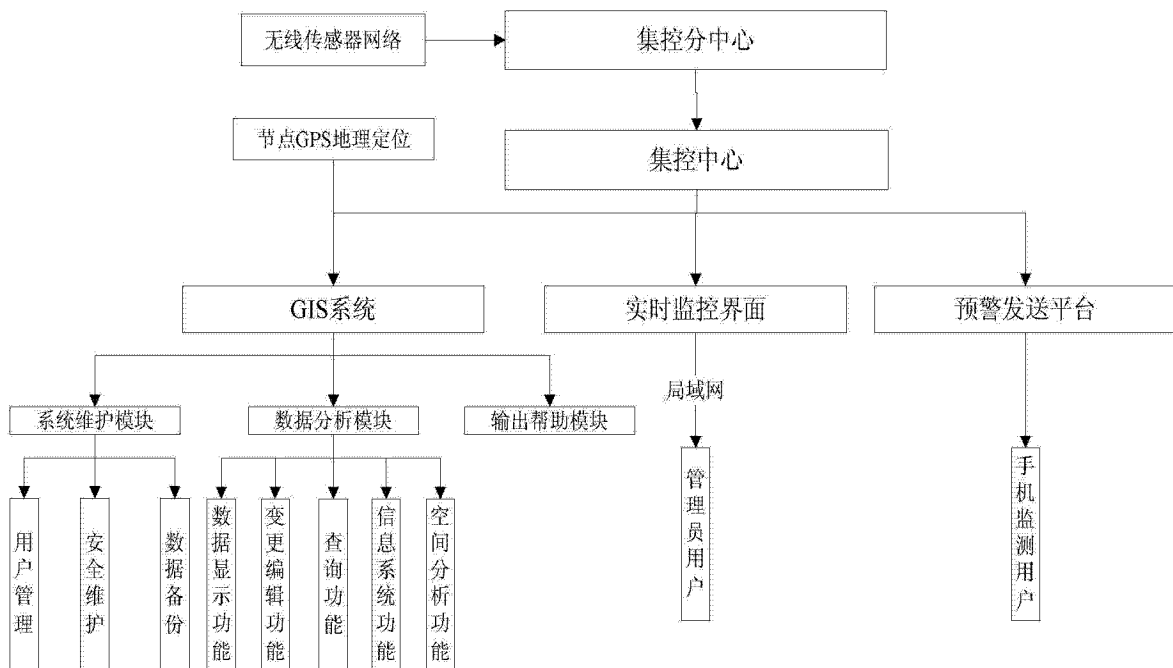 无线传感器网络
集控分中心
节点GPS地理定位
集控中心
GIS系统
实时监控界面
预警发送平台
局域网
系统维护模块
数据分析模块
输出帮助模块
用户管理
安全维护
数据备份
数据显示功能
变更编辑功能
查询功能
信息系统功能
空间分析功能
管理员用户
手机监测用户